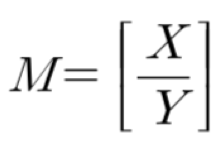 M = [X/Y]